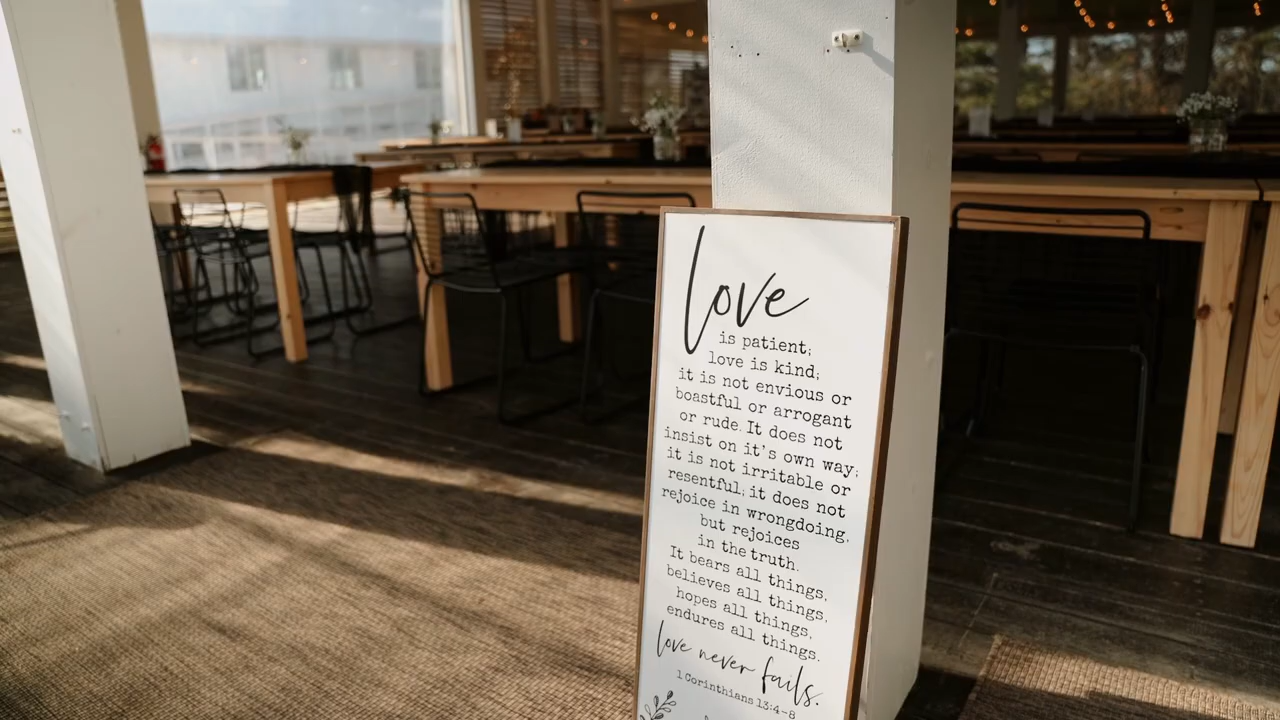 love
is patient;
love is kind;
it is not envious or
boastful or arrogant
or rude. It does not
insist on it's own way;
it is not irritable or
resentful; it does not
rejoice in wrongdoing,
but rejoices
in the truth.
It bears all things,
believes all things,
hopes all things,
endures all things.
love never fails.
1 Corinthians 13:4-8